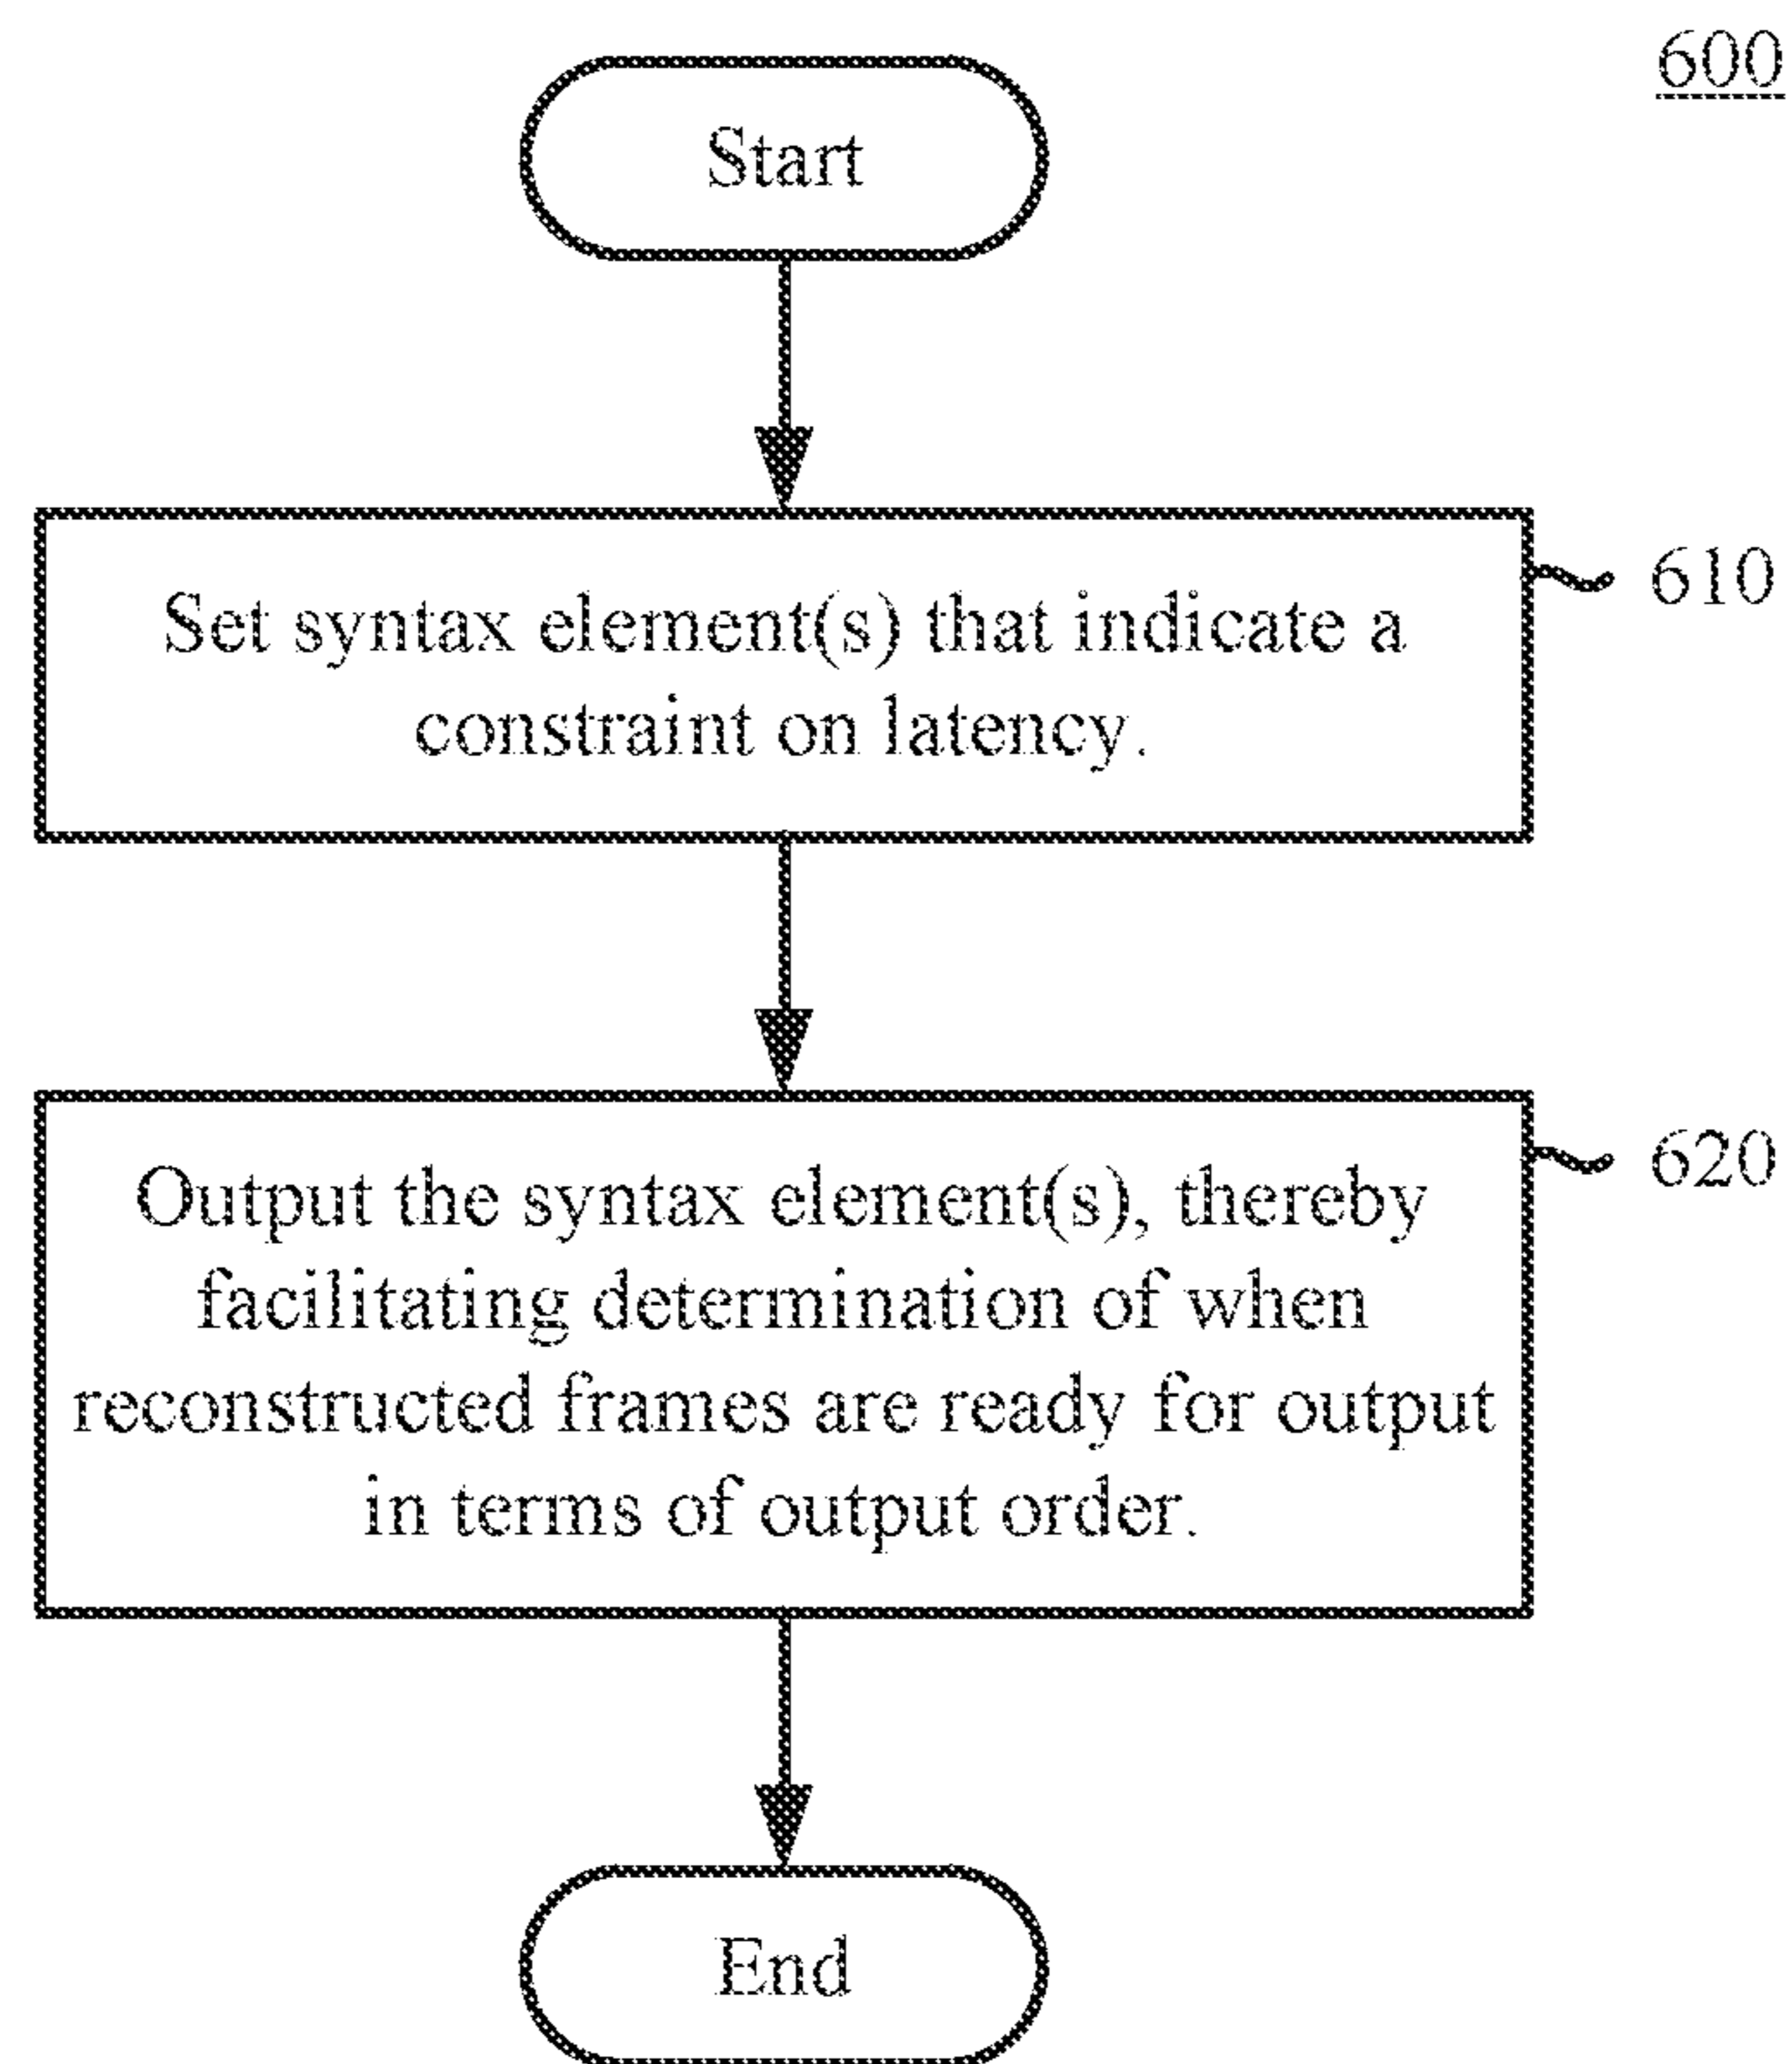 600
Start
Set syntax element(s) that indicate a
constraint on latency.
610
Output the syntax element(s), thereby
facilitating determination of when
reconstructed frames are ready for output
in terms of output order.
620
End